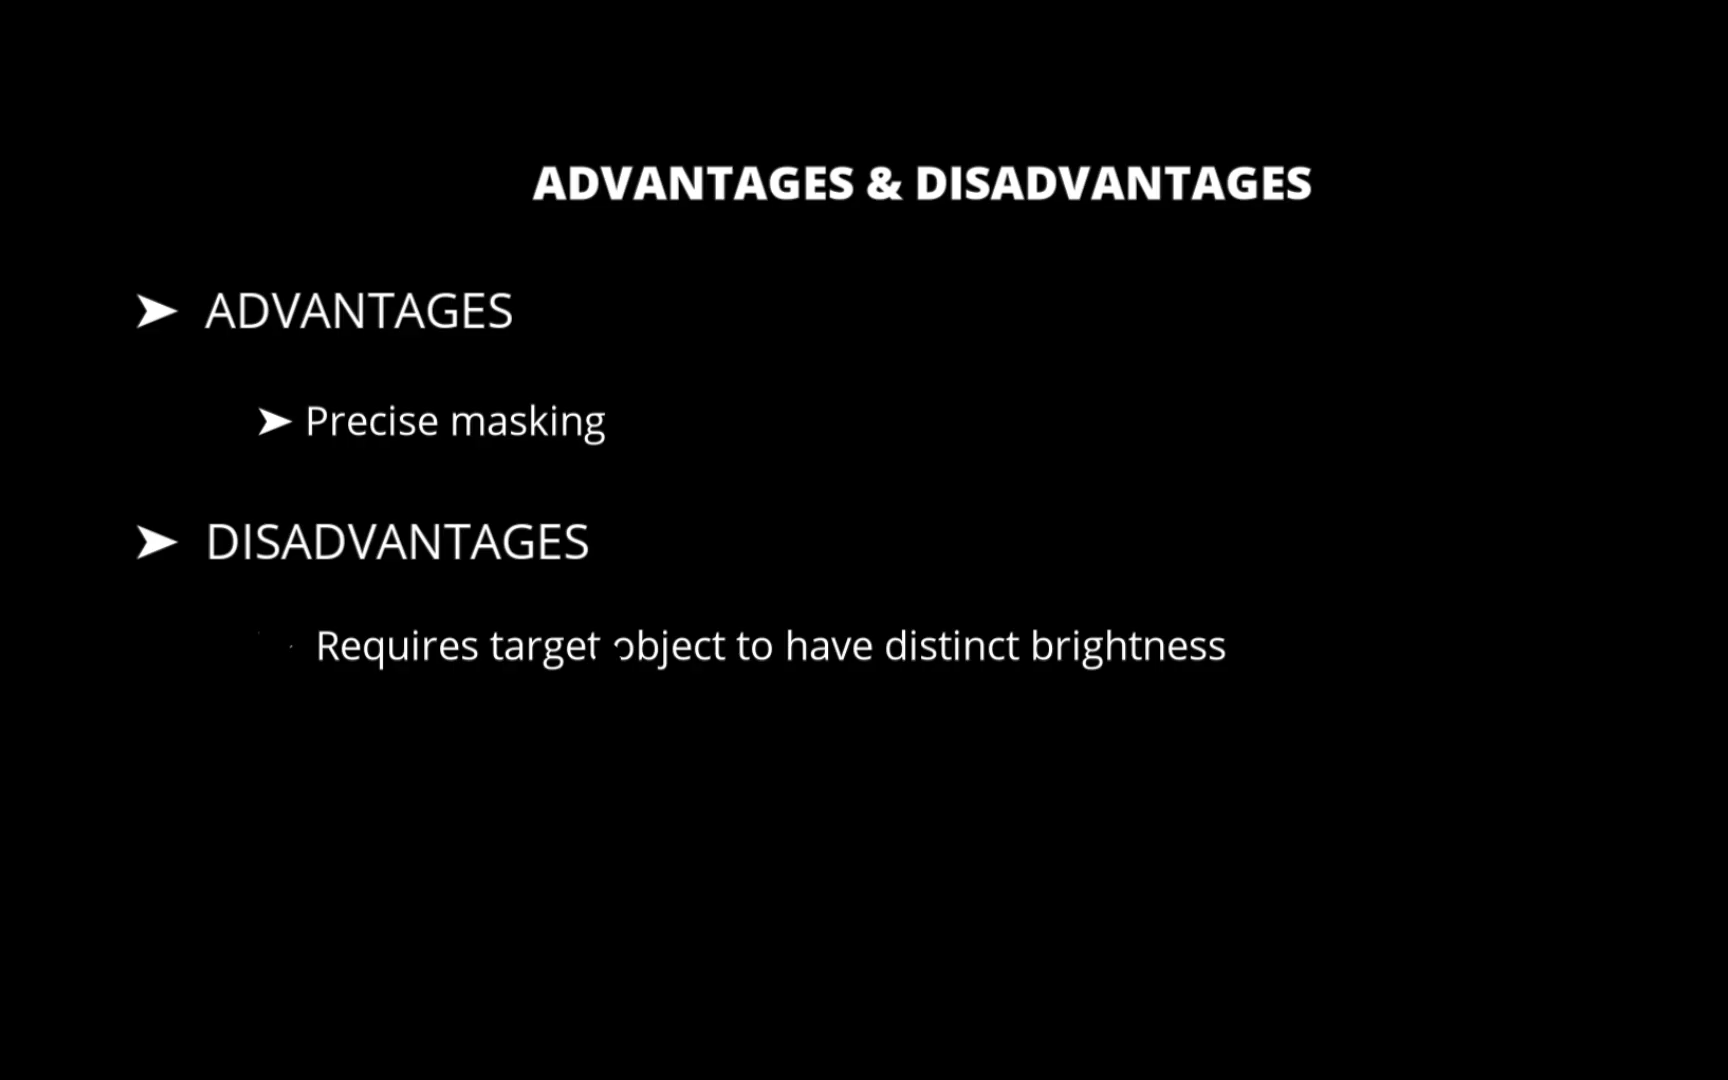 ADVANTAGES & DISADVANTAGES
➤ ADVANTAGES
➤ Precise masking
➤ DISADVANTAGES
Requires target object to have distinct brightness